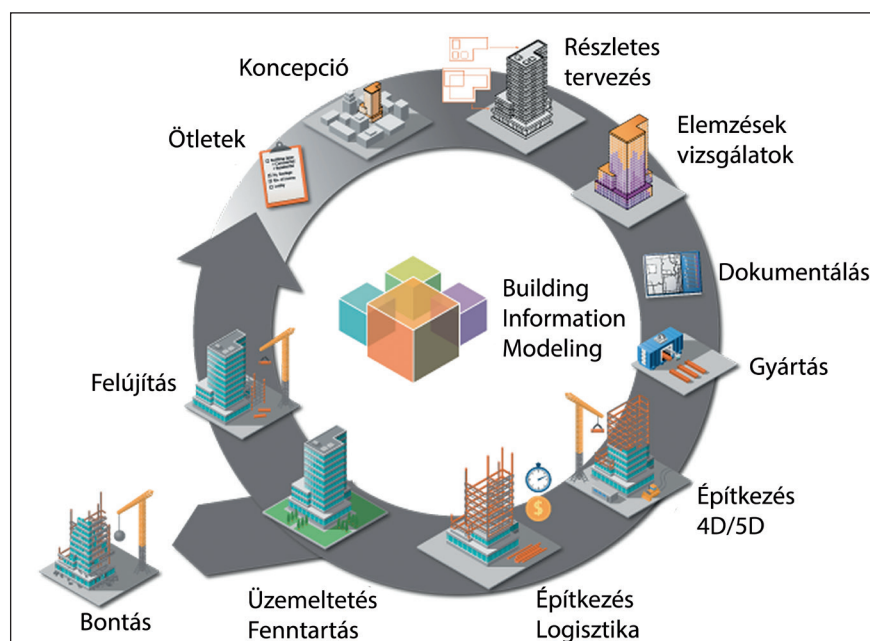 Koncepció
Részletes
tervezés
Ötletek
Elemzések
vizsgálatok
Dokumentálás
Building
Information
Modeling
Gyártás
Felújítás
Építkezés
4D/5D
Bontás
Üzemeltetés
Fenntartás
Építkezés
Logisztika
$